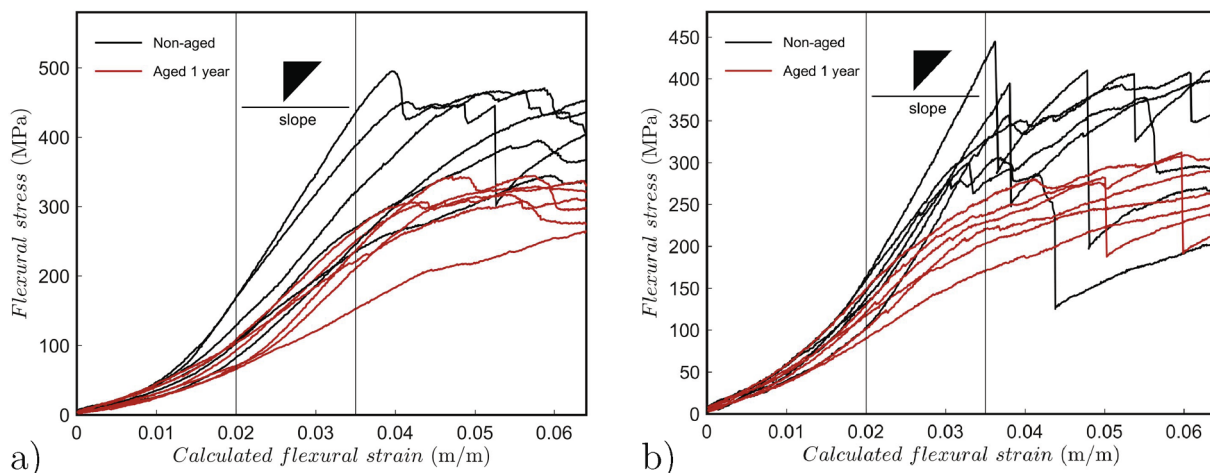 Non-aged
Aged 1 year
slope
500
400
300
200
100
0
Flexural stress (MPa)
0 0.01 0.02 0.03 0.04 0.05 0.06
Calculated flexural strain (m/m)
a)
Non-aged
Aged 1 year
slope
450
400
350
300
250
200
150
100
50
0
Flexural stress (MPa)
0 0.01 0.02 0.03 0.04 0.05 0.06
Calculated flexural strain (m/m)
b)